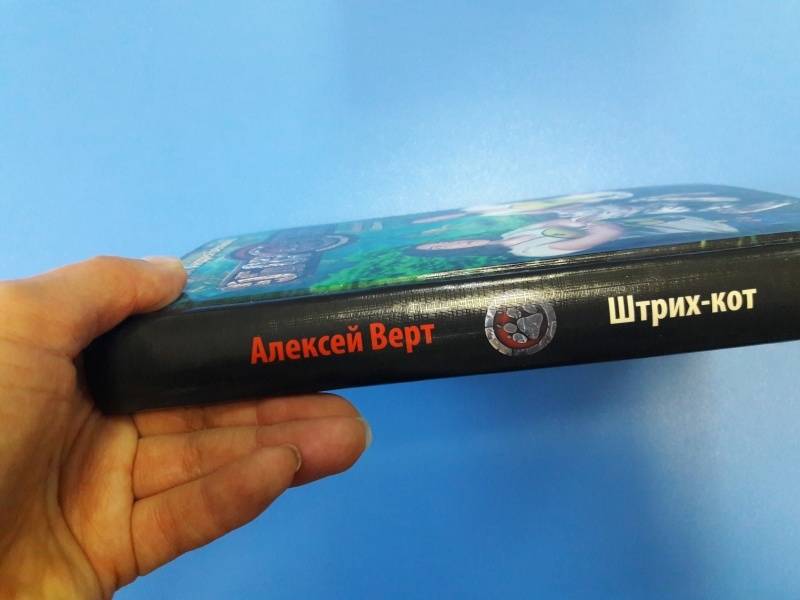 Алексей Верт
Штрих-кот